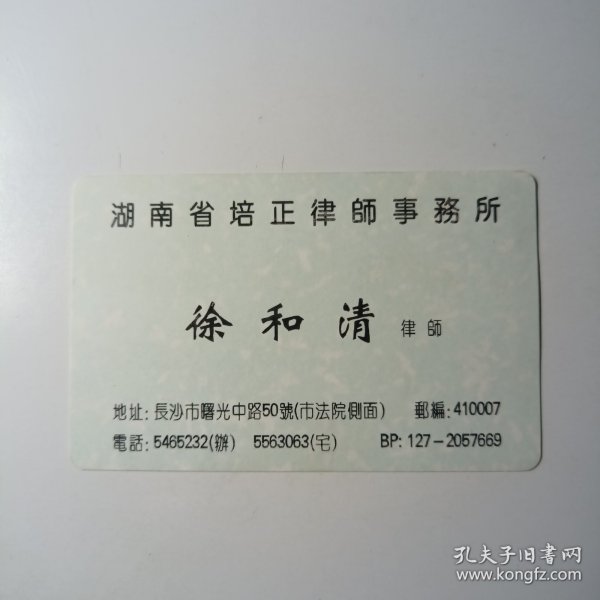 湖南省培正律師事務所
徐和清 律師
地址:長沙市曙光中路50號(市法院側面) 郵編:410007
電話:5465232(辦) 5563063(宅) BP:127-2057669
孔夫子旧书网
www.kongfz.com